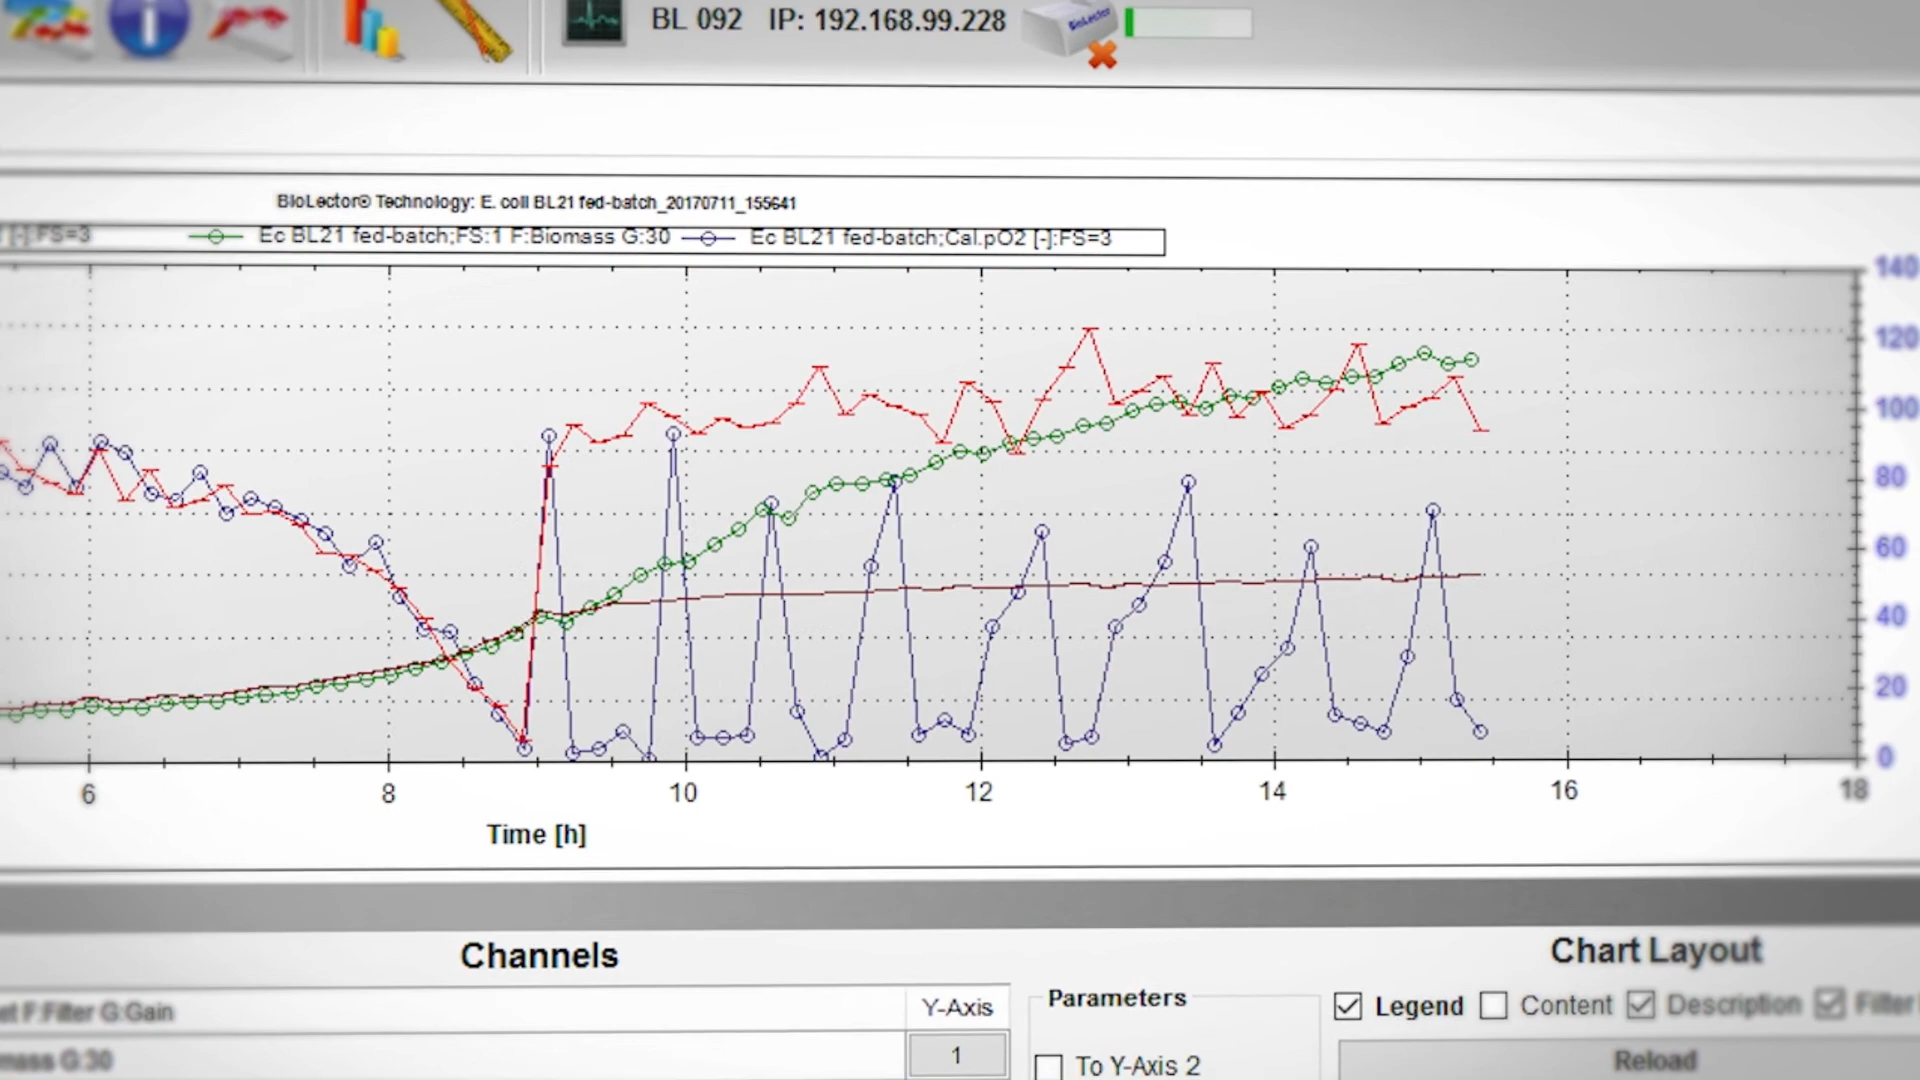 BL 092 IP: 192.168.99.228
BioLector
BioLector® Technology: E. coli BL21 fed-batch_20170711_155641
[-]:FS=3 Ec BL21 fed-batch;FS:1 F:Biomass G:30 Ec BL21 fed-batch;Cal.pO2 [-]:FS=3
140
120
100
80
60
40
20
0
6 8 10 12 14 16 18
Time [h]
Channels
Chart Layout
F:Filter G:Gain
Y-Axis
Parameters
Legend Content Description Filter
G:30
1
To Y-Axis 2
Reload